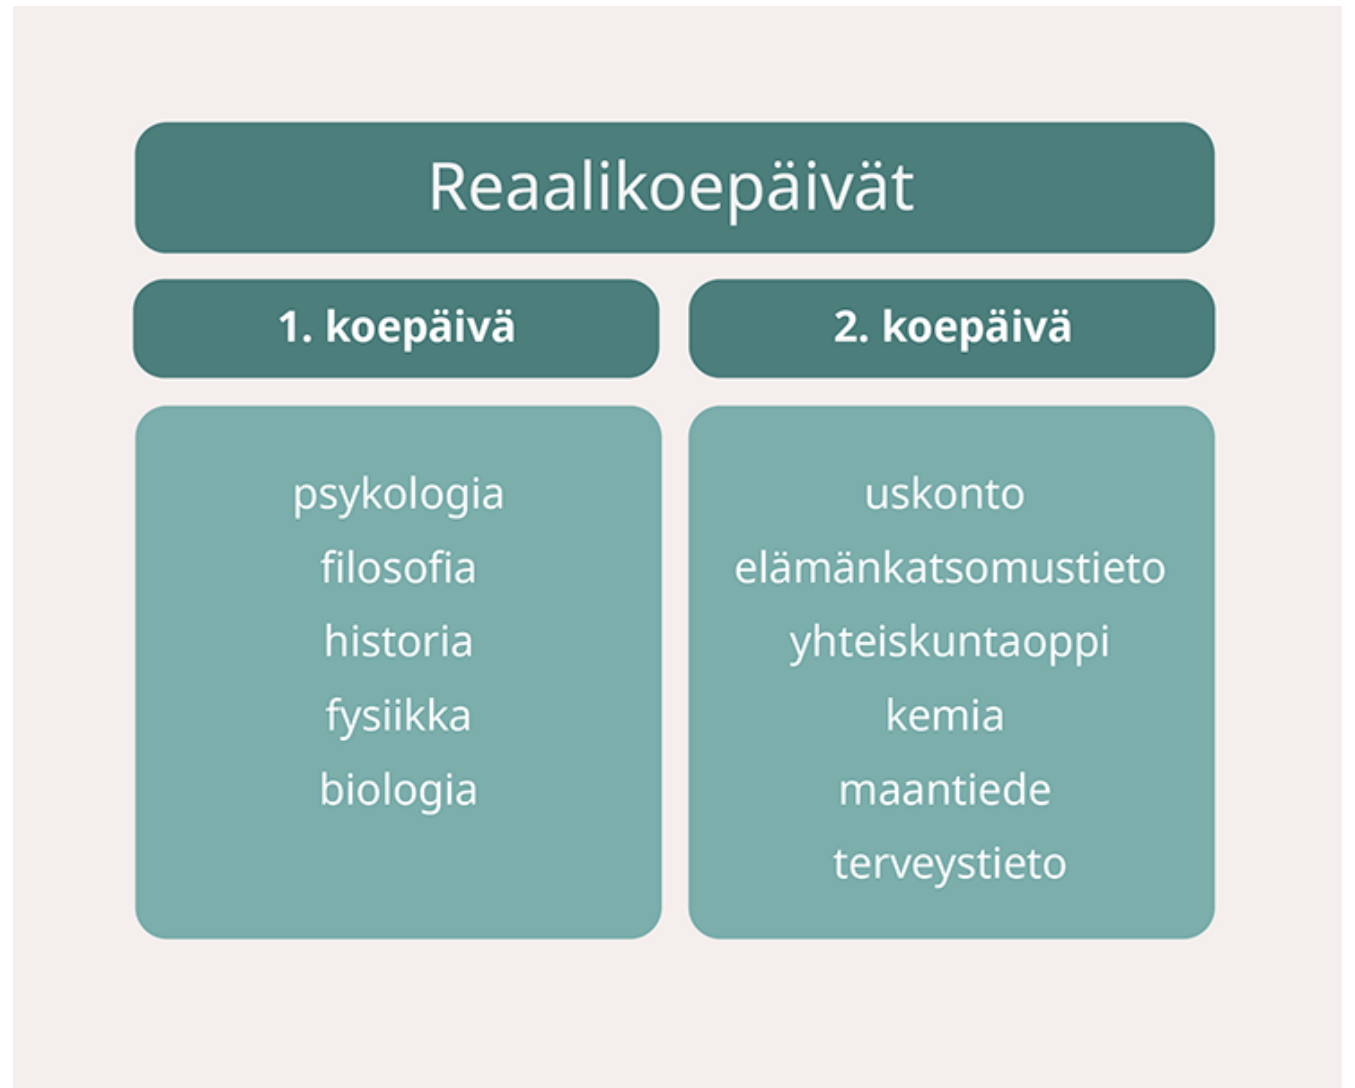 Reaalikoepäivät
1. koepäivä
psykologia
filosofia
historia
fysiikka
biologia
2. koepäivä
uskonto
elämänkatsomustieto
yhteiskuntaoppi
kemia
maantiede
terveystieto